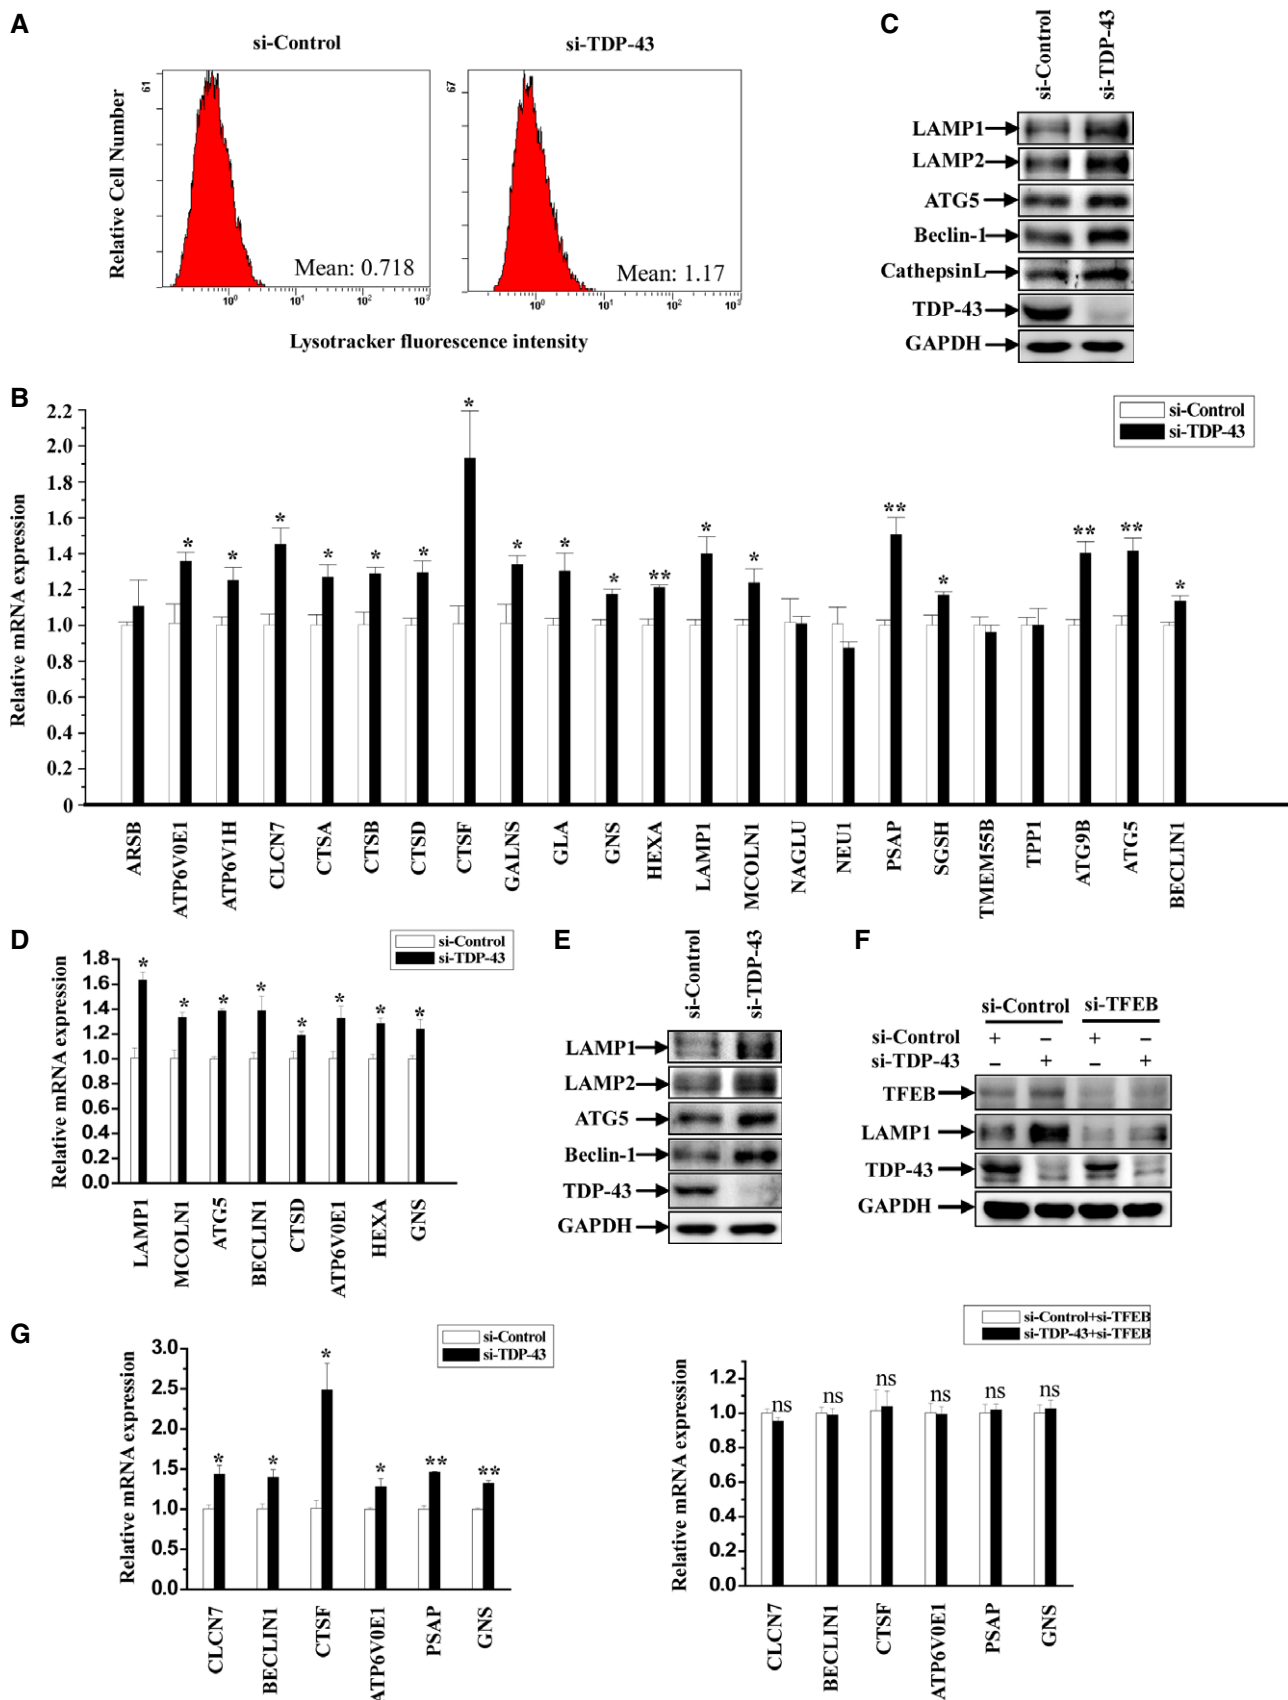 A
si-Control
si-TDP-43
61
67
Relative Cell Number
Mean: 0.718
Mean: 1.17
10⁰ 10¹ 10² 10³
10⁰ 10¹ 10² 10³
Lysotracker fluorescence intensity
C
si-Control
si-TDP-43
LAMP1
LAMP2
ATG5
Beclin-1
CathepsinL
TDP-43
GAPDH
B
si-Control
si-TDP-43
Relative mRNA expression
2.2
2.0
1.8
1.6
1.4
1.2
1.0
0.8
0.6
0.4
0.2
0
* * * * * * * * * * ** * * ** * ** ** *
ARSB
ATP6V0E1
ATP6V1H
CLCN7
CTSA
CTSB
CTSD
CTSF
GALNS
GLA
GNS
HEXA
LAMP1
MCOLN1
NAGLU
NEU1
PSAP
SGSH
TMEM55B
TPP1
ATG9B
ATG5
BECLIN1
D
si-Control
si-TDP-43
Relative mRNA expression
1.8
1.6
1.4
1.2
1.0
0.8
0.6
0.4
0.2
0.0
* * * * * * * *
LAMP1
MCOLN1
ATG5
BECLIN1
CTSD
ATP6V0E1
HEXA
GNS
E
si-Control
si-TDP-43
LAMP1
LAMP2
ATG5
Beclin-1
TDP-43
GAPDH
F
si-Control si-TFEB
si-Control + – + –
si-TDP-43 – + – +
TFEB
LAMP1
TDP-43
GAPDH
G
si-Control
si-TDP-43
Relative mRNA expression
3.0
2.5
2.0
1.5
1.0
0.5
0.0
* * * * ** **
CLCN7
BECLIN1
CTSF
ATP6V0E1
PSAP
GNS
si-Control+si-TFEB
si-TDP-43+si-TFEB
Relative mRNA expression
1.2
1.0
0.8
0.6
0.4
0.2
0.0
ns ns ns ns ns ns
CLCN7
BECLIN1
CTSF
ATP6V0E1
PSAP
GNS